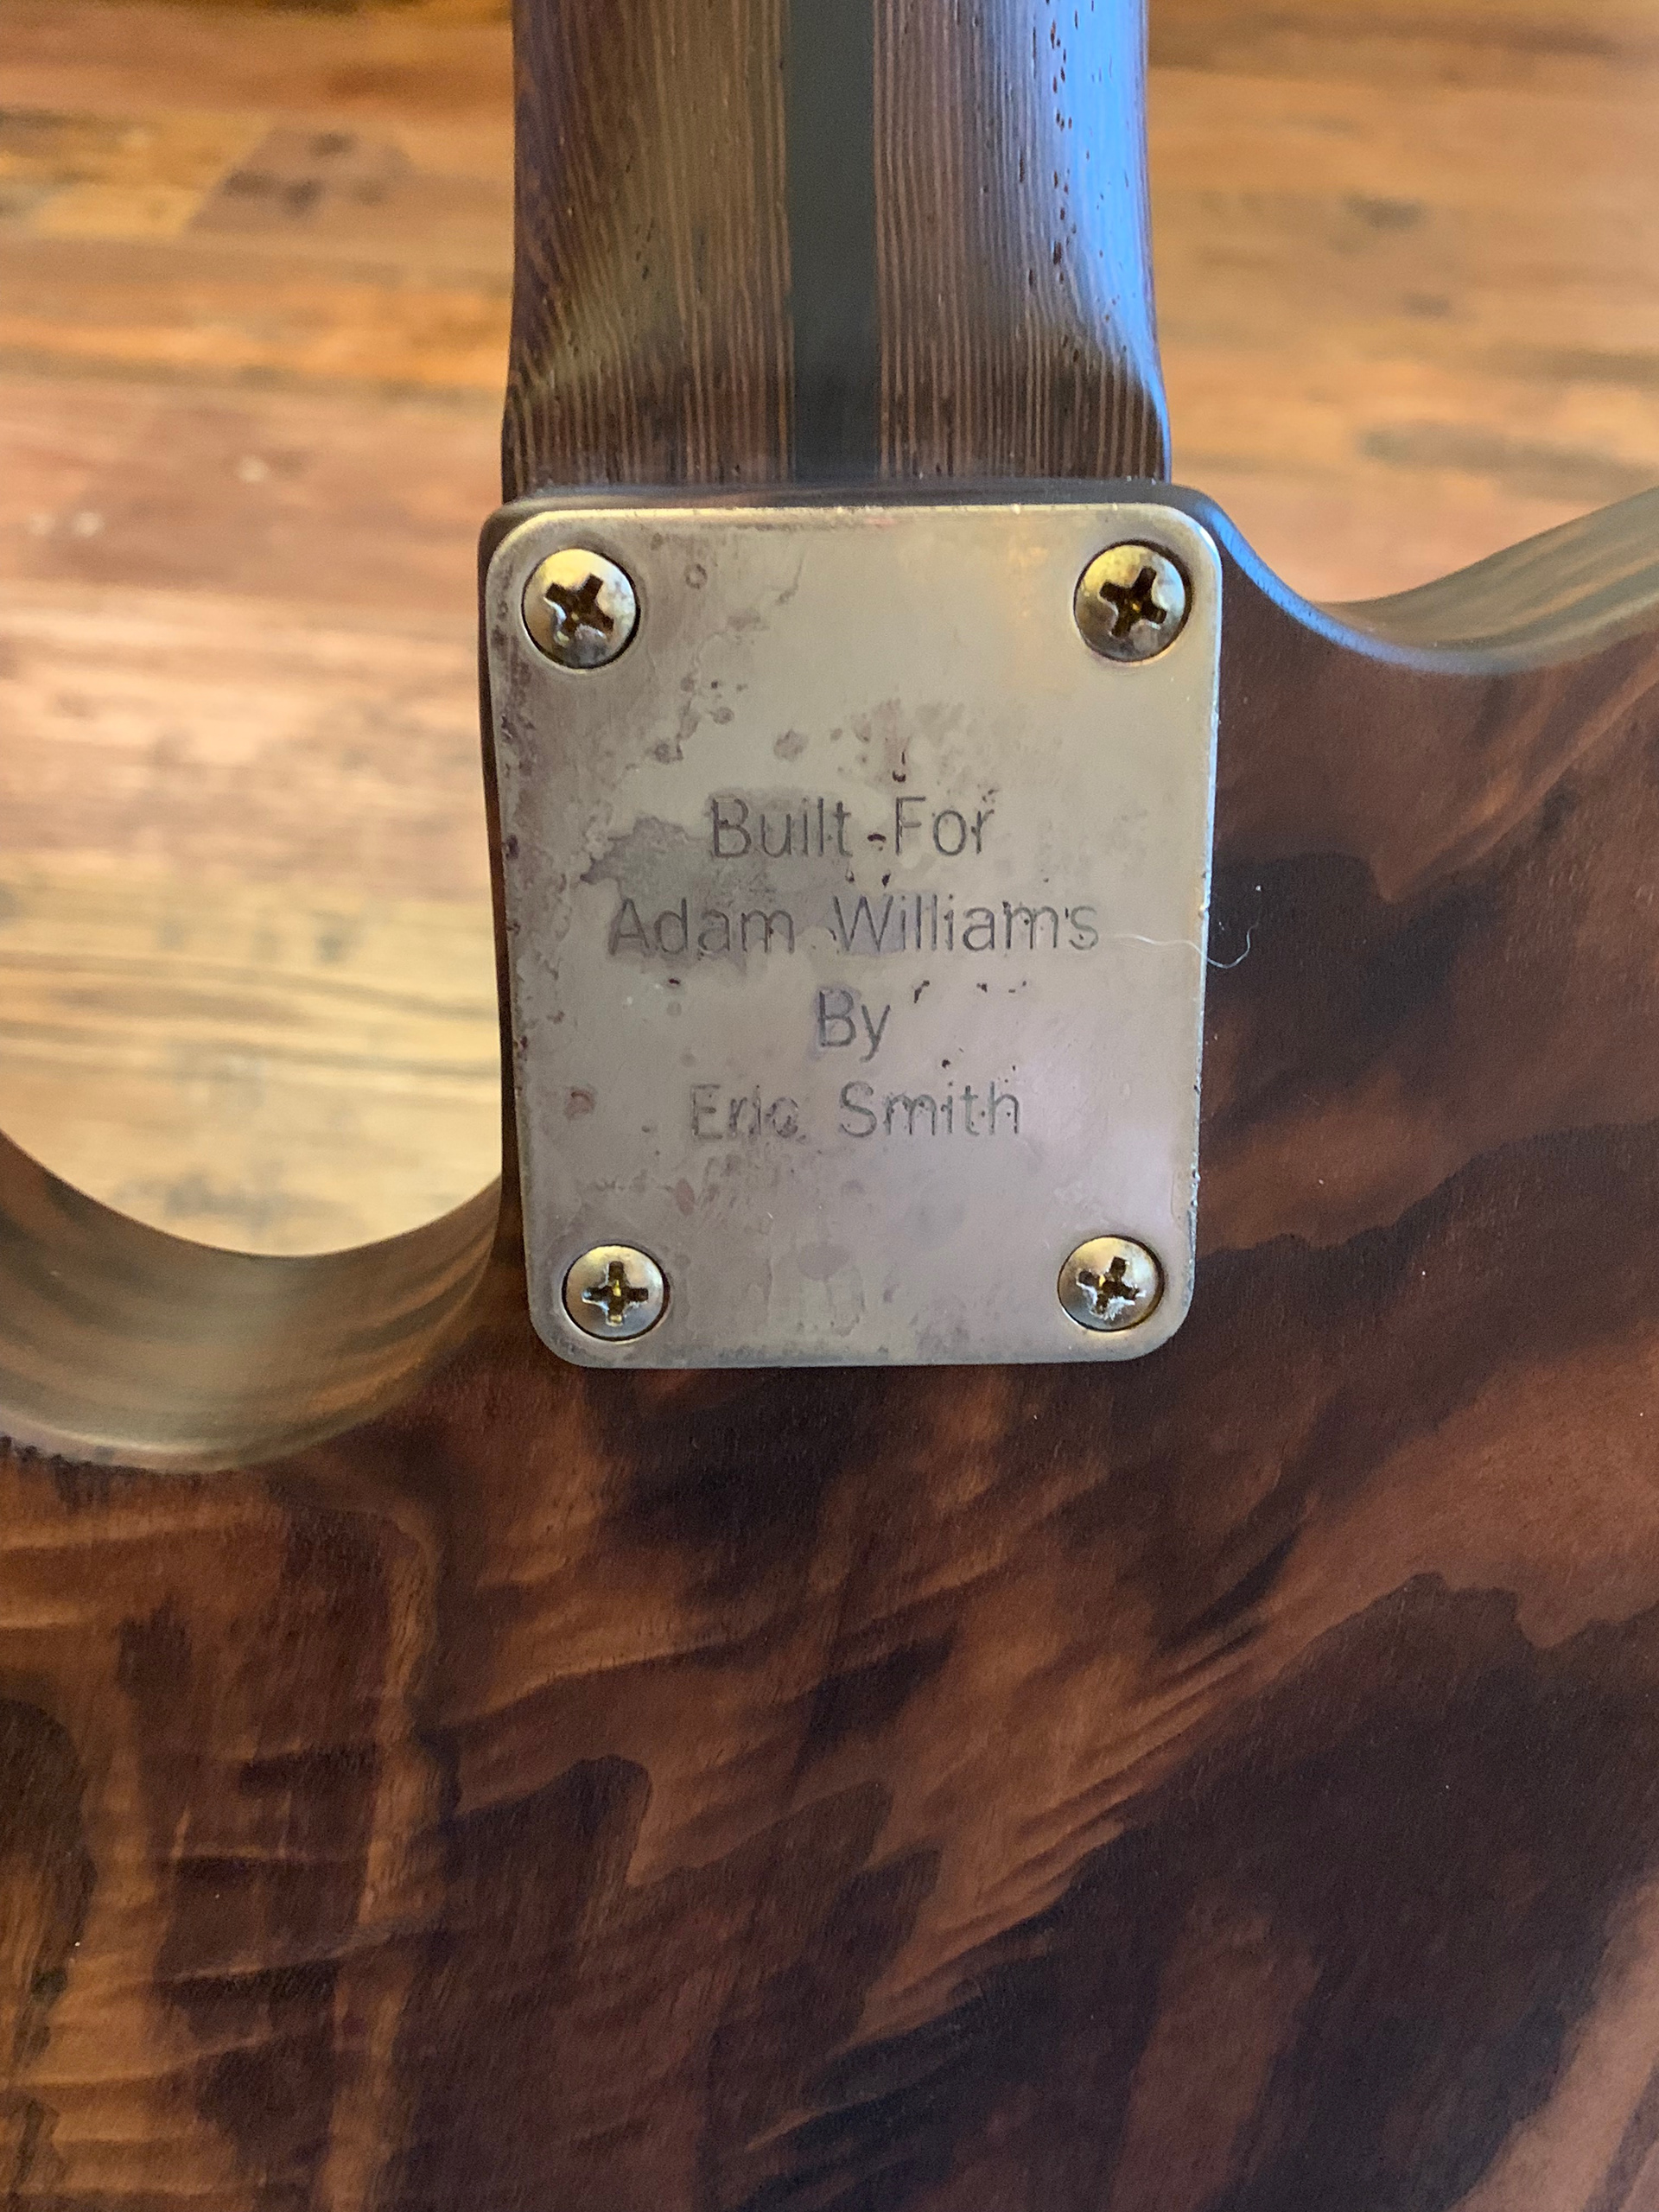 Built For
Adam Williams
By
Eric Smith